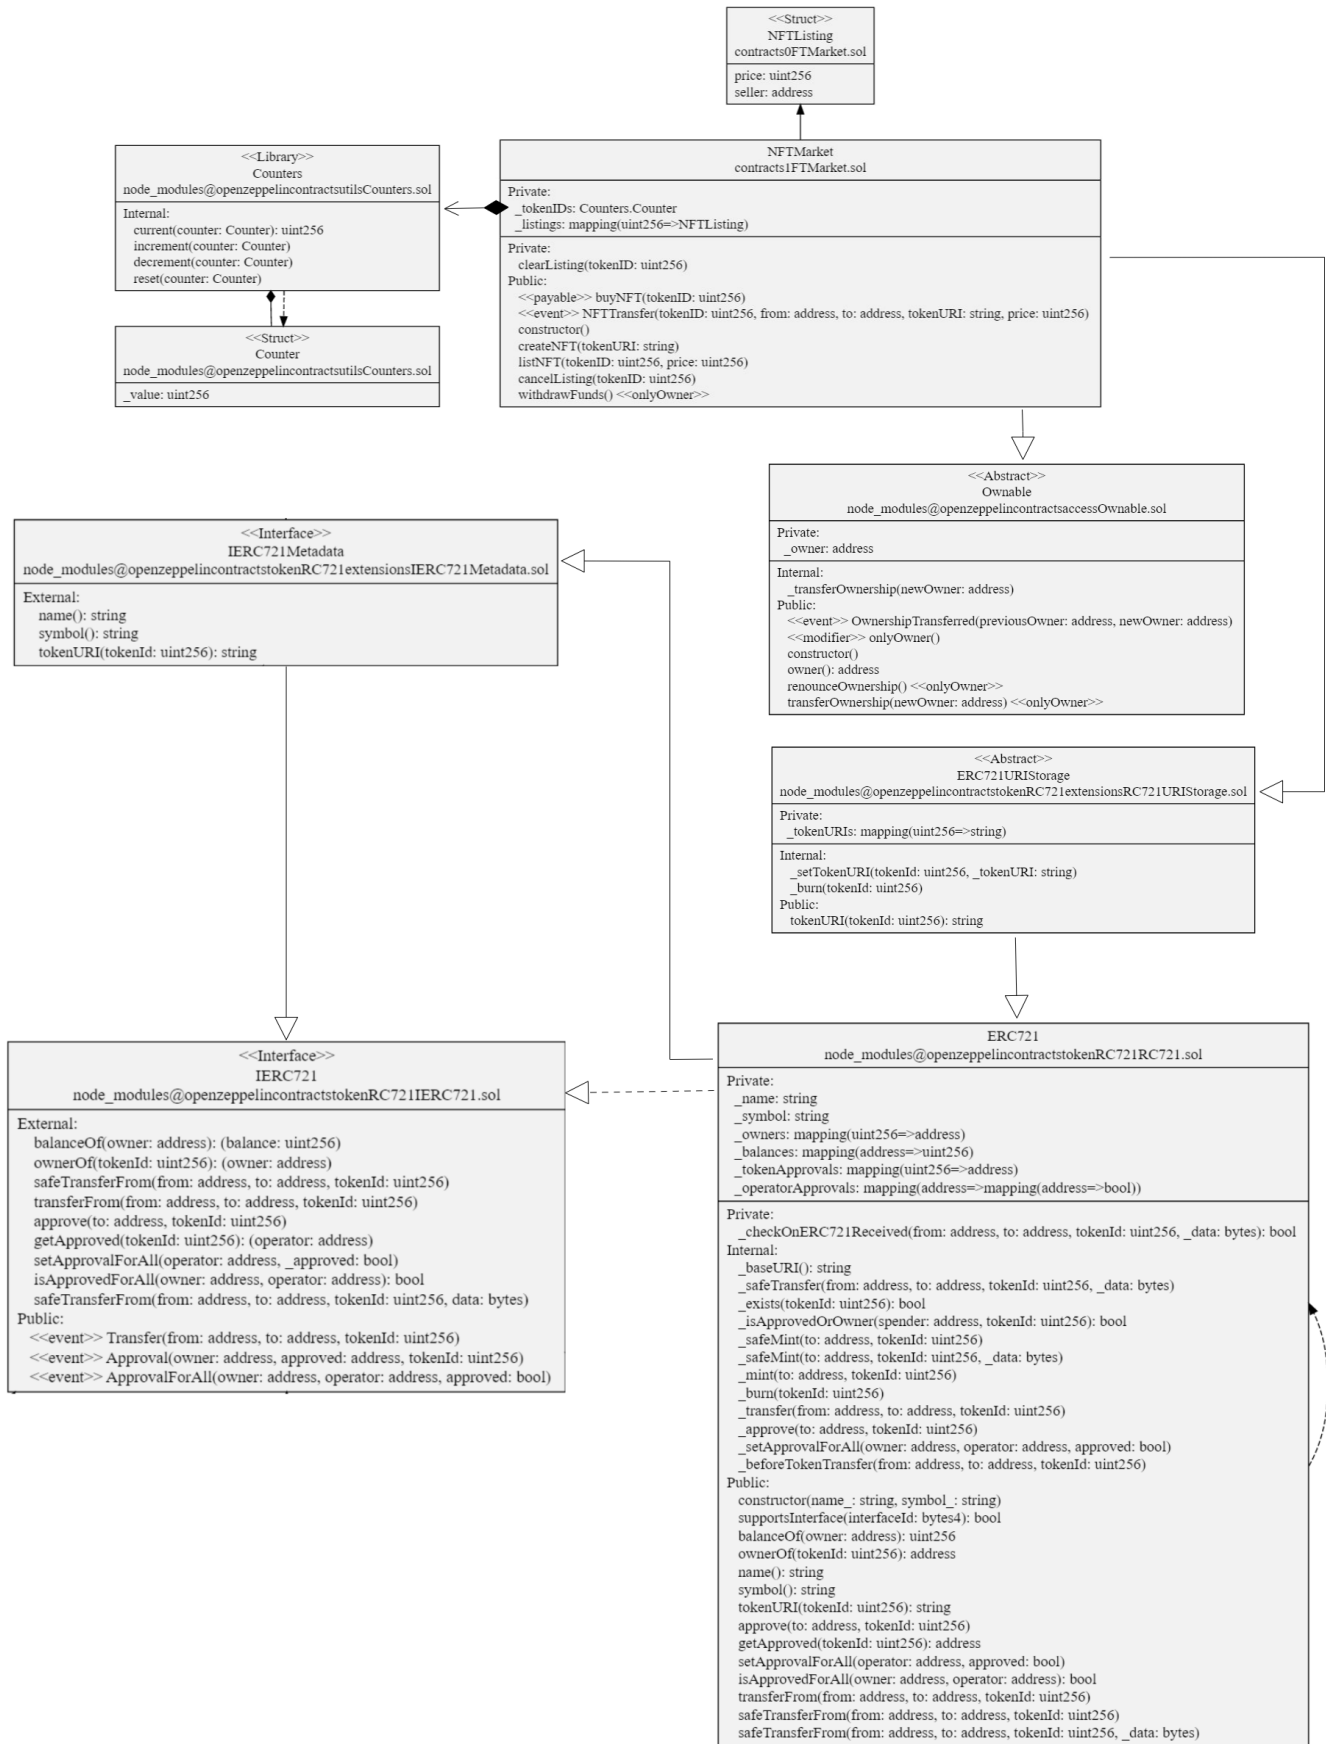 <<Struct>>
NFTListing
contracts0FTMarket.sol
price: uint256
seller: address
<<Library>>
Counters
node_modules@openzeppelincontractsutilsCounters.sol
Internal:
current(counter: Counter): uint256
increment(counter: Counter)
decrement(counter: Counter)
reset(counter: Counter)
<<Struct>>
Counter
node_modules@openzeppelincontractsutilsCounters.sol
_value: uint256
NFTMarket
contracts1FTMarket.sol
Private:
_tokenIDs: Counters.Counter
_listings: mapping(uint256=>NFTListing)
Private:
clearListing(tokenID: uint256)
Public:
<<payable>> buyNFT(tokenID: uint256)
<<event>> NFTTransfer(tokenID: uint256, from: address, to: address, tokenURI: string, price: uint256)
constructor()
createNFT(tokenURI: string)
listNFT(tokenID: uint256, price: uint256)
cancelListing(tokenID: uint256)
withdrawFunds() <<onlyOwner>>
<<Abstract>>
Ownable
node_modules@openzeppelincontractsaccessOwnable.sol
Private:
_owner: address
Internal:
_transferOwnership(newOwner: address)
Public:
<<event>> OwnershipTransferred(previousOwner: address, newOwner: address)
<<modifier>> onlyOwner()
constructor()
owner(): address
renounceOwnership() <<onlyOwner>>
transferOwnership(newOwner: address) <<onlyOwner>>
<<Interface>>
IERC721Metadata
node_modules@openzeppelincontractstokenRC721extensionsIERC721Metadata.sol
External:
name(): string
symbol(): string
tokenURI(tokenId: uint256): string
<<Abstract>>
ERC721URIStorage
node_modules@openzeppelincontractstokenRC721extensionsRC721URIStorage.sol
Private:
_tokenURIs: mapping(uint256=>string)
Internal:
_setTokenURI(tokenId: uint256, _tokenURI: string)
_burn(tokenId: uint256)
Public:
tokenURI(tokenId: uint256): string
<<Interface>>
IERC721
node_modules@openzeppelincontractstokenRC721IERC721.sol
External:
balanceOf(owner: address): (balance: uint256)
ownerOf(tokenId: uint256): (owner: address)
safeTransferFrom(from: address, to: address, tokenId: uint256)
transferFrom(from: address, to: address, tokenId: uint256)
approve(to: address, tokenId: uint256)
getApproved(tokenId: uint256): (operator: address)
setApprovalForAll(operator: address, _approved: bool)
isApprovedForAll(owner: address, operator: address): bool
safeTransferFrom(from: address, to: address, tokenId: uint256, data: bytes)
Public:
<<event>> Transfer(from: address, to: address, tokenId: uint256)
<<event>> Approval(owner: address, approved: address, tokenId: uint256)
<<event>> ApprovalForAll(owner: address, operator: address, approved: bool)
ERC721
node_modules@openzeppelincontractstokenRC721RC721.sol
Private:
_name: string
_symbol: string
_owners: mapping(uint256=>address)
_balances: mapping(address=>uint256)
_tokenApprovals: mapping(uint256=>address)
_operatorApprovals: mapping(address=>mapping(address=>bool))
Private:
_checkOnERC721Received(from: address, to: address, tokenId: uint256, _data: bytes): bool
Internal:
_baseURI(): string
_safeTransfer(from: address, to: address, tokenId: uint256, _data: bytes)
_exists(tokenId: uint256): bool
_isApprovedOrOwner(spender: address, tokenId: uint256): bool
_safeMint(to: address, tokenId: uint256)
_safeMint(to: address, tokenId: uint256, _data: bytes)
_mint(to: address, tokenId: uint256)
_burn(tokenId: uint256)
_transfer(from: address, to: address, tokenId: uint256)
_approve(to: address, tokenId: uint256)
_setApprovalForAll(owner: address, operator: address, approved: bool)
_beforeTokenTransfer(from: address, to: address, tokenId: uint256)
Public:
constructor(name_: string, symbol_: string)
supportsInterface(interfaceId: bytes4): bool
balanceOf(owner: address): uint256
ownerOf(tokenId: uint256): address
name(): string
symbol(): string
tokenURI(tokenId: uint256): string
approve(to: address, tokenId: uint256)
getApproved(tokenId: uint256): address
setApprovalForAll(operator: address, approved: bool)
isApprovedForAll(owner: address, operator: address): bool
transferFrom(from: address, to: address, tokenId: uint256)
safeTransferFrom(from: address, to: address, tokenId: uint256)
safeTransferFrom(from: address, to: address, tokenId: uint256, _data: bytes)